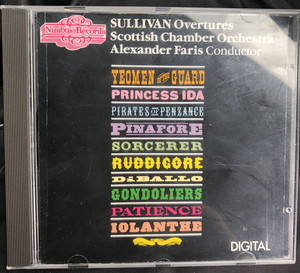 Nimbus Records
SULLIVAN Overtures
Scottish Chamber Orchestra
Alexander Faris Conductor
YEOMEN OF THE GUARD
PRINCESS IDA
PIRATES OF PENZANCE
PINAFORE
SORCERER
RUDDIGORE
DI BALLO
GONDOLIERS
PATIENCE
IOLANTHE
DIGITAL